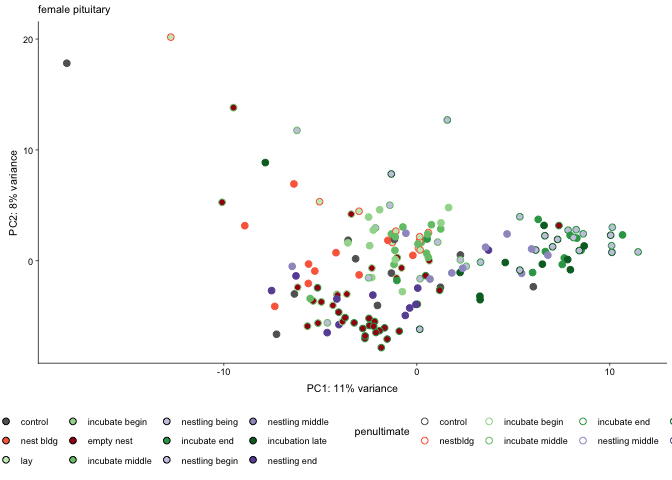 female pituitary
20
10
0
PC2: 8% variance
-10 0 10
PC1: 11% variance
control incubate begin nestling being nestling middle
nest bldg empty nest incubate end incubation late
lay incubate middle nestling begin nestling end
penultimate
control incubate begin incubate end
nestbldg incubate middle nestling middle